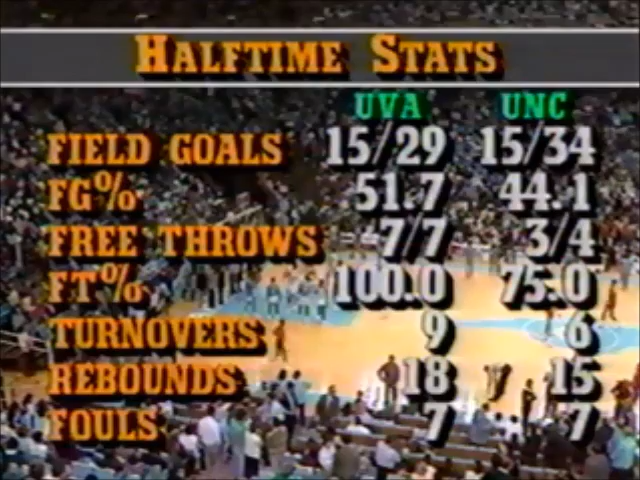 HALFTIME STATS
UVA UNC
FIELD GOALS 15/29 15/34
FG% 51.7 44.1
FREE THROWS 7/7 3/4
FT% 100.0 75.0
TURNOVERS 9 6
REBOUNDS 18 15
FOULS 7 7